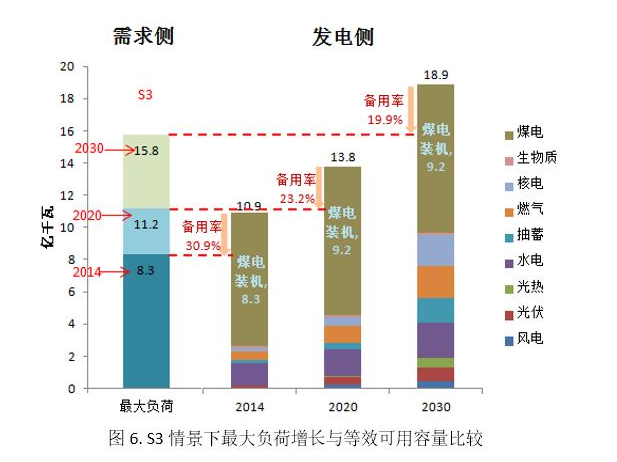 需求侧
发电侧
亿千瓦
20
18
16
14
12
10
8
6
4
2
0
S3
2030
15.8
2020
11.2
2014
8.3
备用率
30.9%
10.9
煤电
装机,
8.3
备用率
23.2%
13.8
煤电
装机,
9.2
备用率
19.9%
18.9
煤电
装机,
9.2
煤电
生物质
核电
燃气
抽蓄
水电
光热
光伏
风电
最大负荷
2014
2020
2030
图 6. S3 情景下最大负荷增长与等效可用容量比较